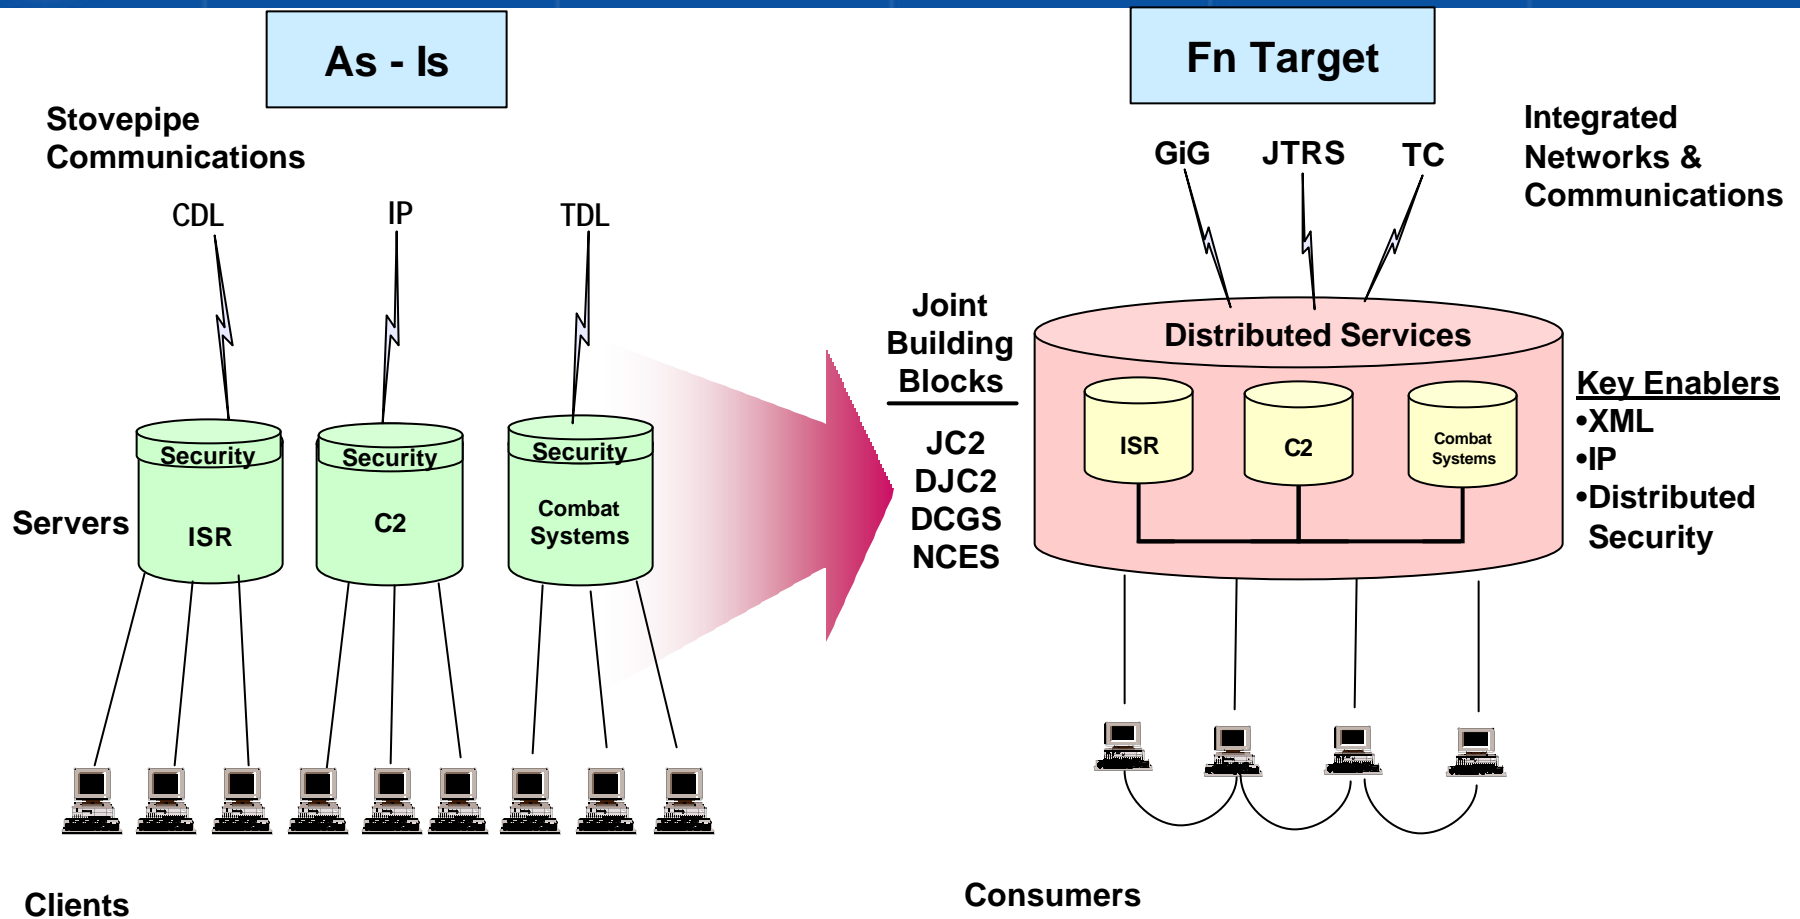 As - Is
Fn Target
Stovepipe
Communications
CDL
IP
TDL
Security
ISR
Security
C2
Security
Combat
Systems
Servers
Clients
Joint
Building
Blocks
JC2
DJC2
DCGS
NCES
GiG
JTRS
TC
Integrated
Networks &
Communications
Distributed Services
ISR
C2
Combat
Systems
Key Enablers
•XML
•IP
•Distributed
Security
Consumers